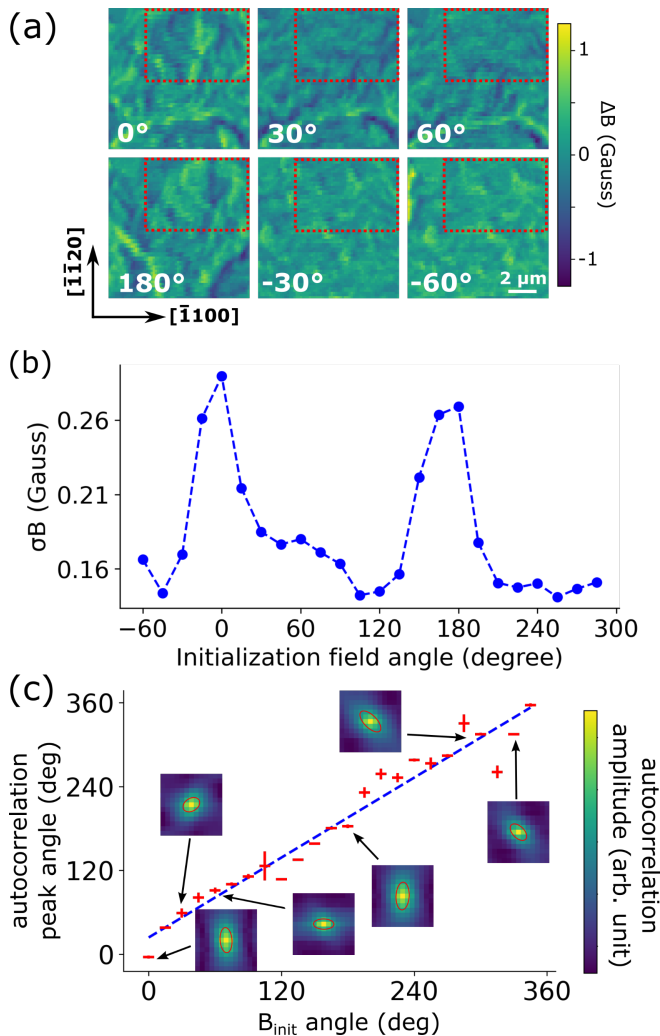 (a)
0°
30°
60°
180°
-30°
-60°
2 μm
1
0
-1
ΔB (Gauss)
[1̅1̅20]
[1̅100]
(b)
0.26
0.21
0.16
σB (Gauss)
−60
0
60
120
180
240
300
Initialization field angle (degree)
(c)
360
240
120
0
autocorrelation
peak angle (deg)
0
120
240
360
B_init angle (deg)
autocorrelation
amplitude (arb. unit)